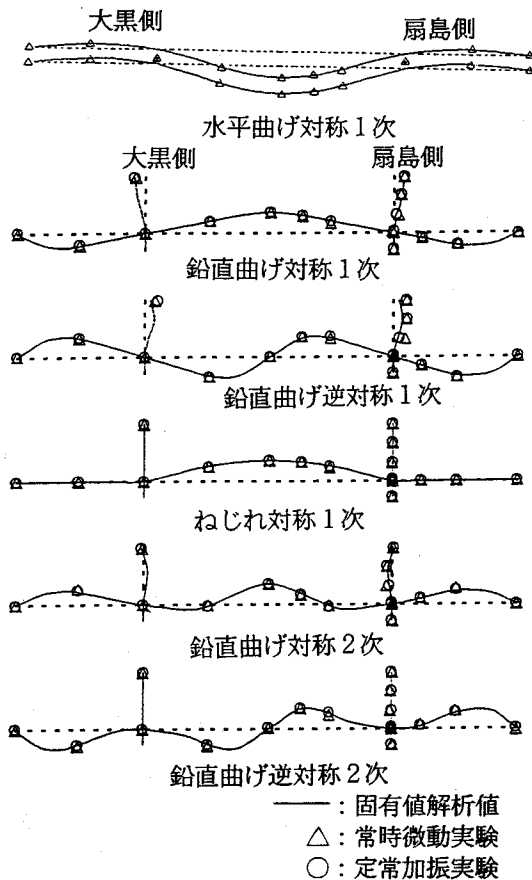 大黒側
扇島側
水平曲げ対称1次
大黒側
扇島側
鉛直曲げ対称1次
鉛直曲げ逆対称1次
ねじれ対称1次
鉛直曲げ対称2次
鉛直曲げ逆対称2次
——:固有値解析値
△:常時微動実験
○:定常加振実験